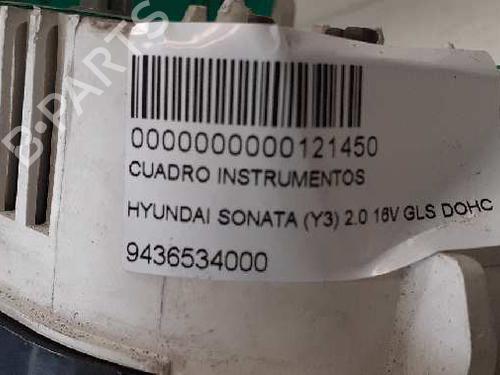 B-PARTS
0000000000121450
CUADRO INSTRUMENTOS
HYUNDAI SONATA (Y3) 2.0 16V GLS DOHC
9436534000